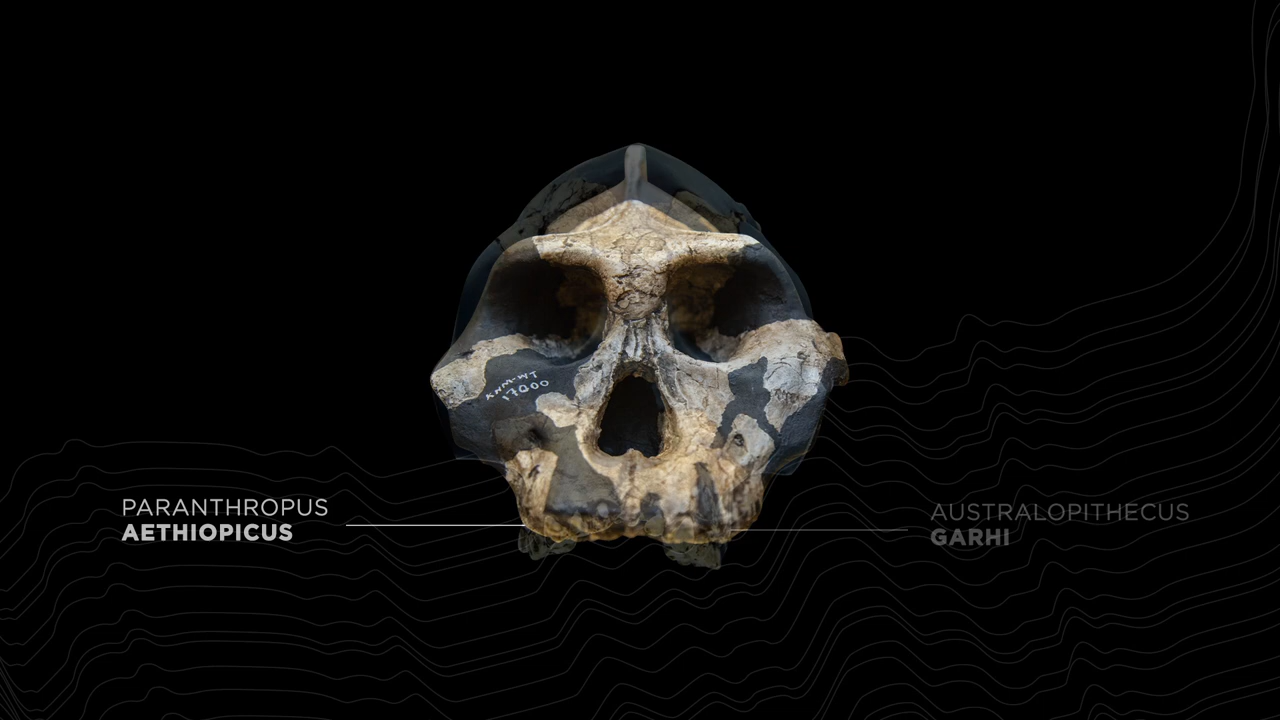 KNM-WT
17000
PARANTHROPUS
AETHIOPICUS
AUSTRALOPITHECUS
GARHI